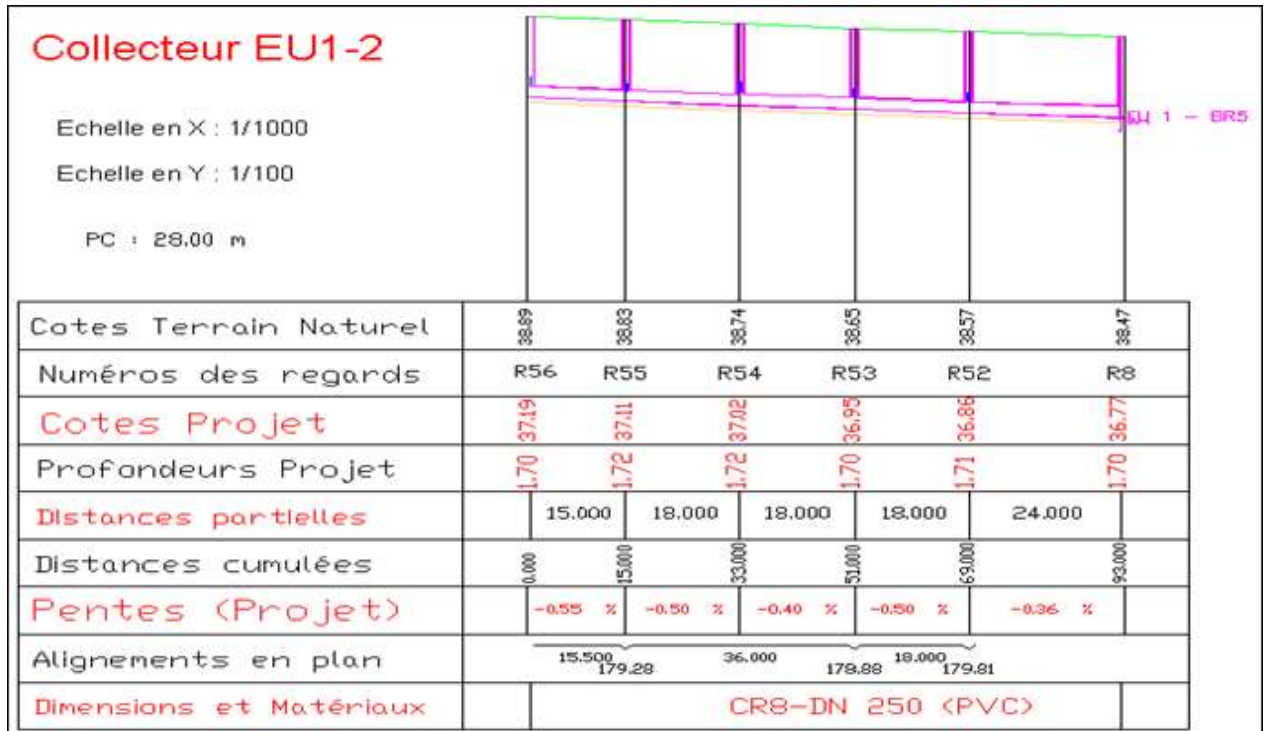 Collecteur EU1-2
Echelle en X : 1/1000
Echelle en Y : 1/100
PC : 28.00 m
EU 1 - BR5
Cotes Terrain Naturel 38.89 38.83 38.74 38.65 38.57 38.47
Numéros des regards R56 R55 R54 R53 R52 R8
Cotes Projet 37.19 37.11 37.02 36.95 36.86 36.77
Profondeurs Projet 1.70 1.72 1.72 1.70 1.71 1.70
Distances partielles 15.000 18.000 18.000 18.000 24.000
Distances cumulées 0.000 15.000 33.000 51.000 69.000 93.000
Pentes (Projet) -0.55 % -0.50 % -0.40 % -0.50 % -0.36 %
Alignements en plan 15.500 179.28 36.000 178.88 18.000 179.81
Dimensions et Matériaux CR8-DN 250 (PVC)